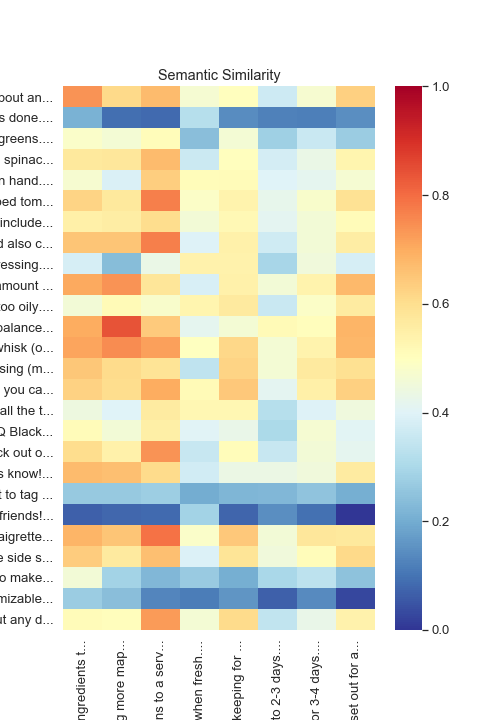 Semantic Similarity
bout an...
s done....
greens....
spinac...
n hand....
ped tom...
include...
d also c...
ressing....
amount ...
too oily....
balance...
whisk (o...
sing (m...
you ca...
all the t...
Q Black...
ck out o...
s know!...
t to tag ...
friends!...
aigrette...
e side s...
o make...
mizable...
ut any d...
ngredients t...
g more map...
ns to a serv...
when fresh....
keeping for ...
to 2-3 days....
or 3-4 days....
set out for a...
1.0
0.8
0.6
0.4
0.2
0.0